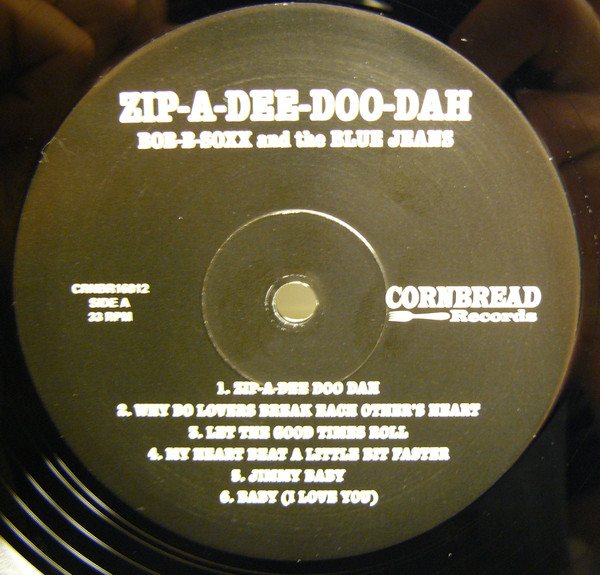 ZIP-A-DEE-DOO-DAH
BOB-B-SOXX and the BLUE JEANS
CRNBR16012
SIDE A
33 RPM
CORNBREAD
Records
1. ZIP-A-DEE DOO DAH
2. WHY DO LOVERS BREAK EACH OTHER'S HEART
3. LET THE GOOD TIMES ROLL
4. MY HEART BEAT A LITTLE BIT FASTER
5. JIMMY BABY
6. BABY (I LOVE YOU)